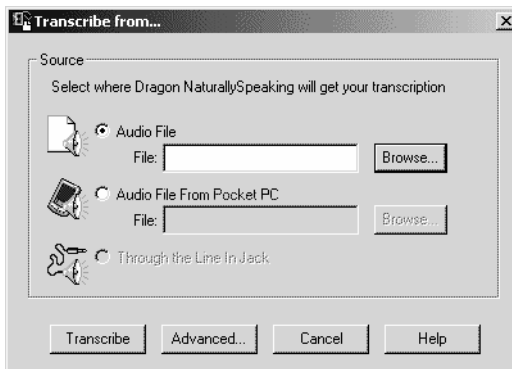 Transcribe from...
Source
Select where Dragon NaturallySpeaking will get your transcription
Audio File
File: Browse...
Audio File From Pocket PC
File: Browse...
Through the Line In Jack
Transcribe Advanced... Cancel Help